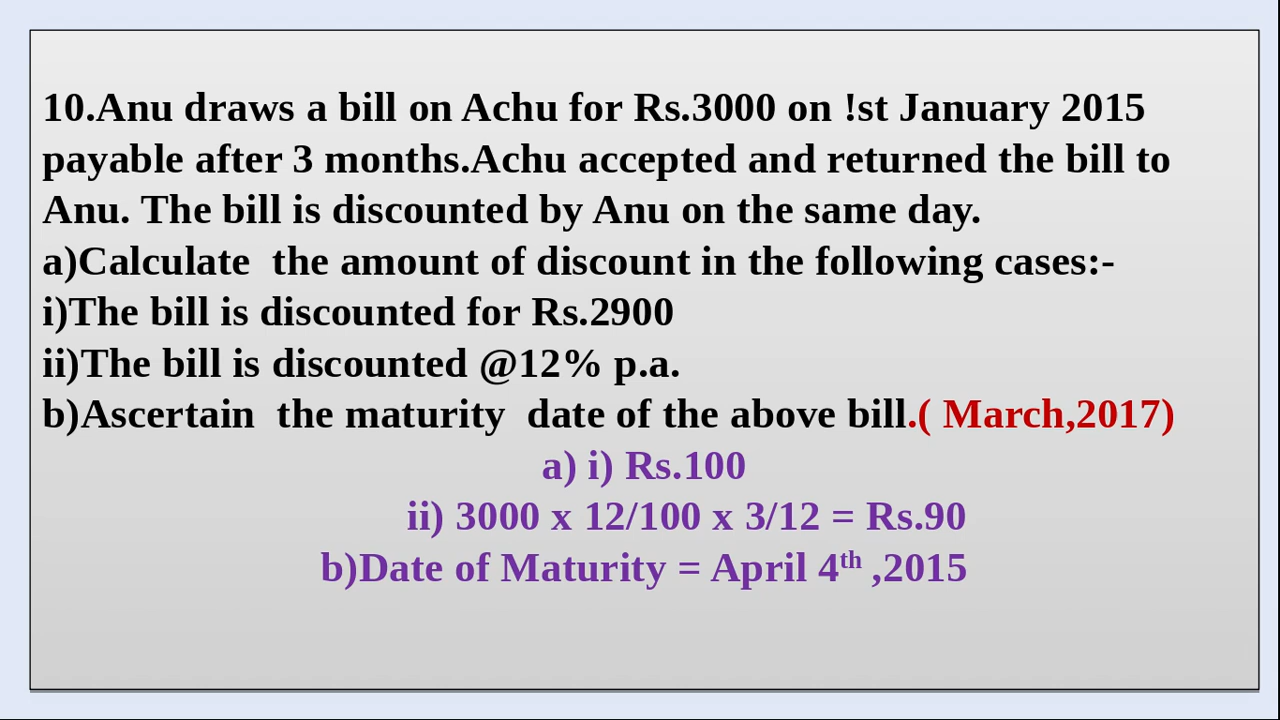 10.Anu draws a bill on Achu for Rs.3000 on !st January 2015
payable after 3 months.Achu accepted and returned the bill to
Anu. The bill is discounted by Anu on the same day.
a)Calculate  the amount of discount in the following cases:-
i)The bill is discounted for Rs.2900
ii)The bill is discounted @12% p.a.
b)Ascertain  the maturity  date of the above bill.( March,2017)
a) i) Rs.100
ii) 3000 x 12/100 x 3/12 = Rs.90
b)Date of Maturity = April 4th ,2015